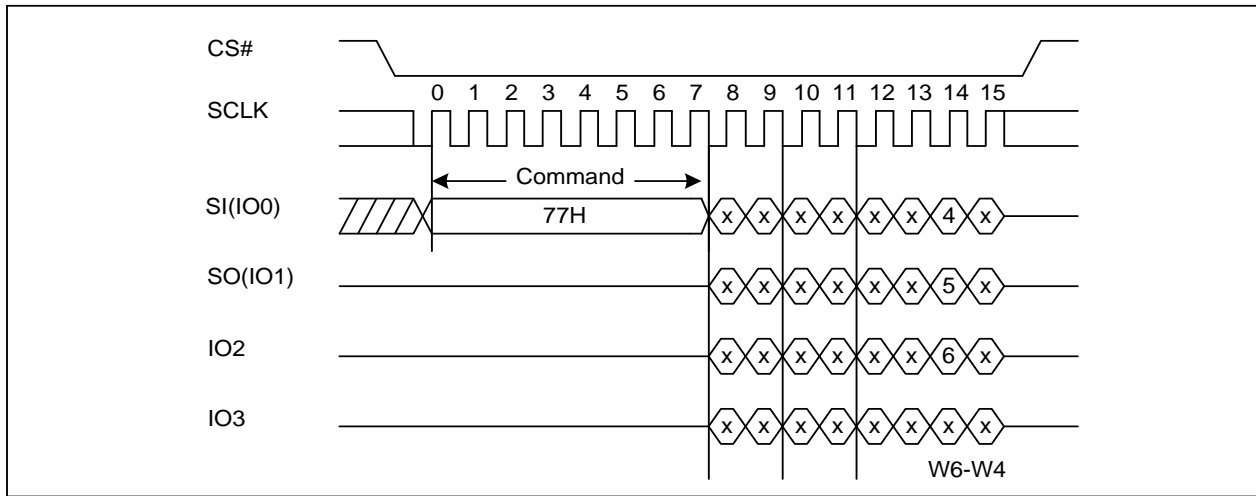 CS#
0 1 2 3 4 5 6 7 8 9 10 11 12 13 14 15
SCLK
Command
SI(IO0) 77H x x x x x x 4 x
SO(IO1) x x x x x x 5 x
IO2 x x x x x x 6 x
IO3 x x x x x x x x
W6-W4